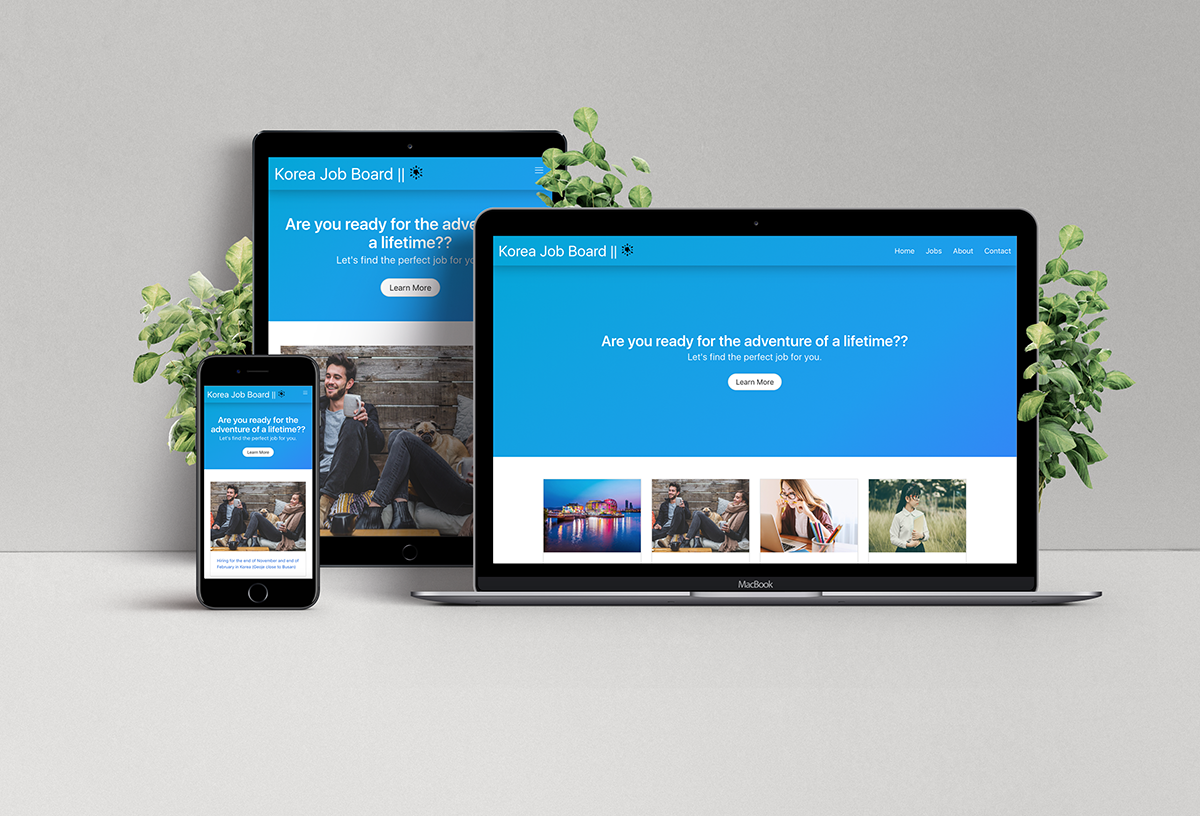 Korea Job Board ||
Are you ready for the adve
a lifetime??
Let's find the perfect job for yo
Learn More
Korea Job Board ||
Home Jobs About Contact
Are you ready for the adventure of a lifetime??
Let's find the perfect job for you.
Learn More
MacBook
Korea Job Board ||
Are you ready for the
adventure of a lifetime??
Let's find the perfect job for you.
Learn More
Hiring for the end of November and end of
February in Korea (Geoje close to Busan)